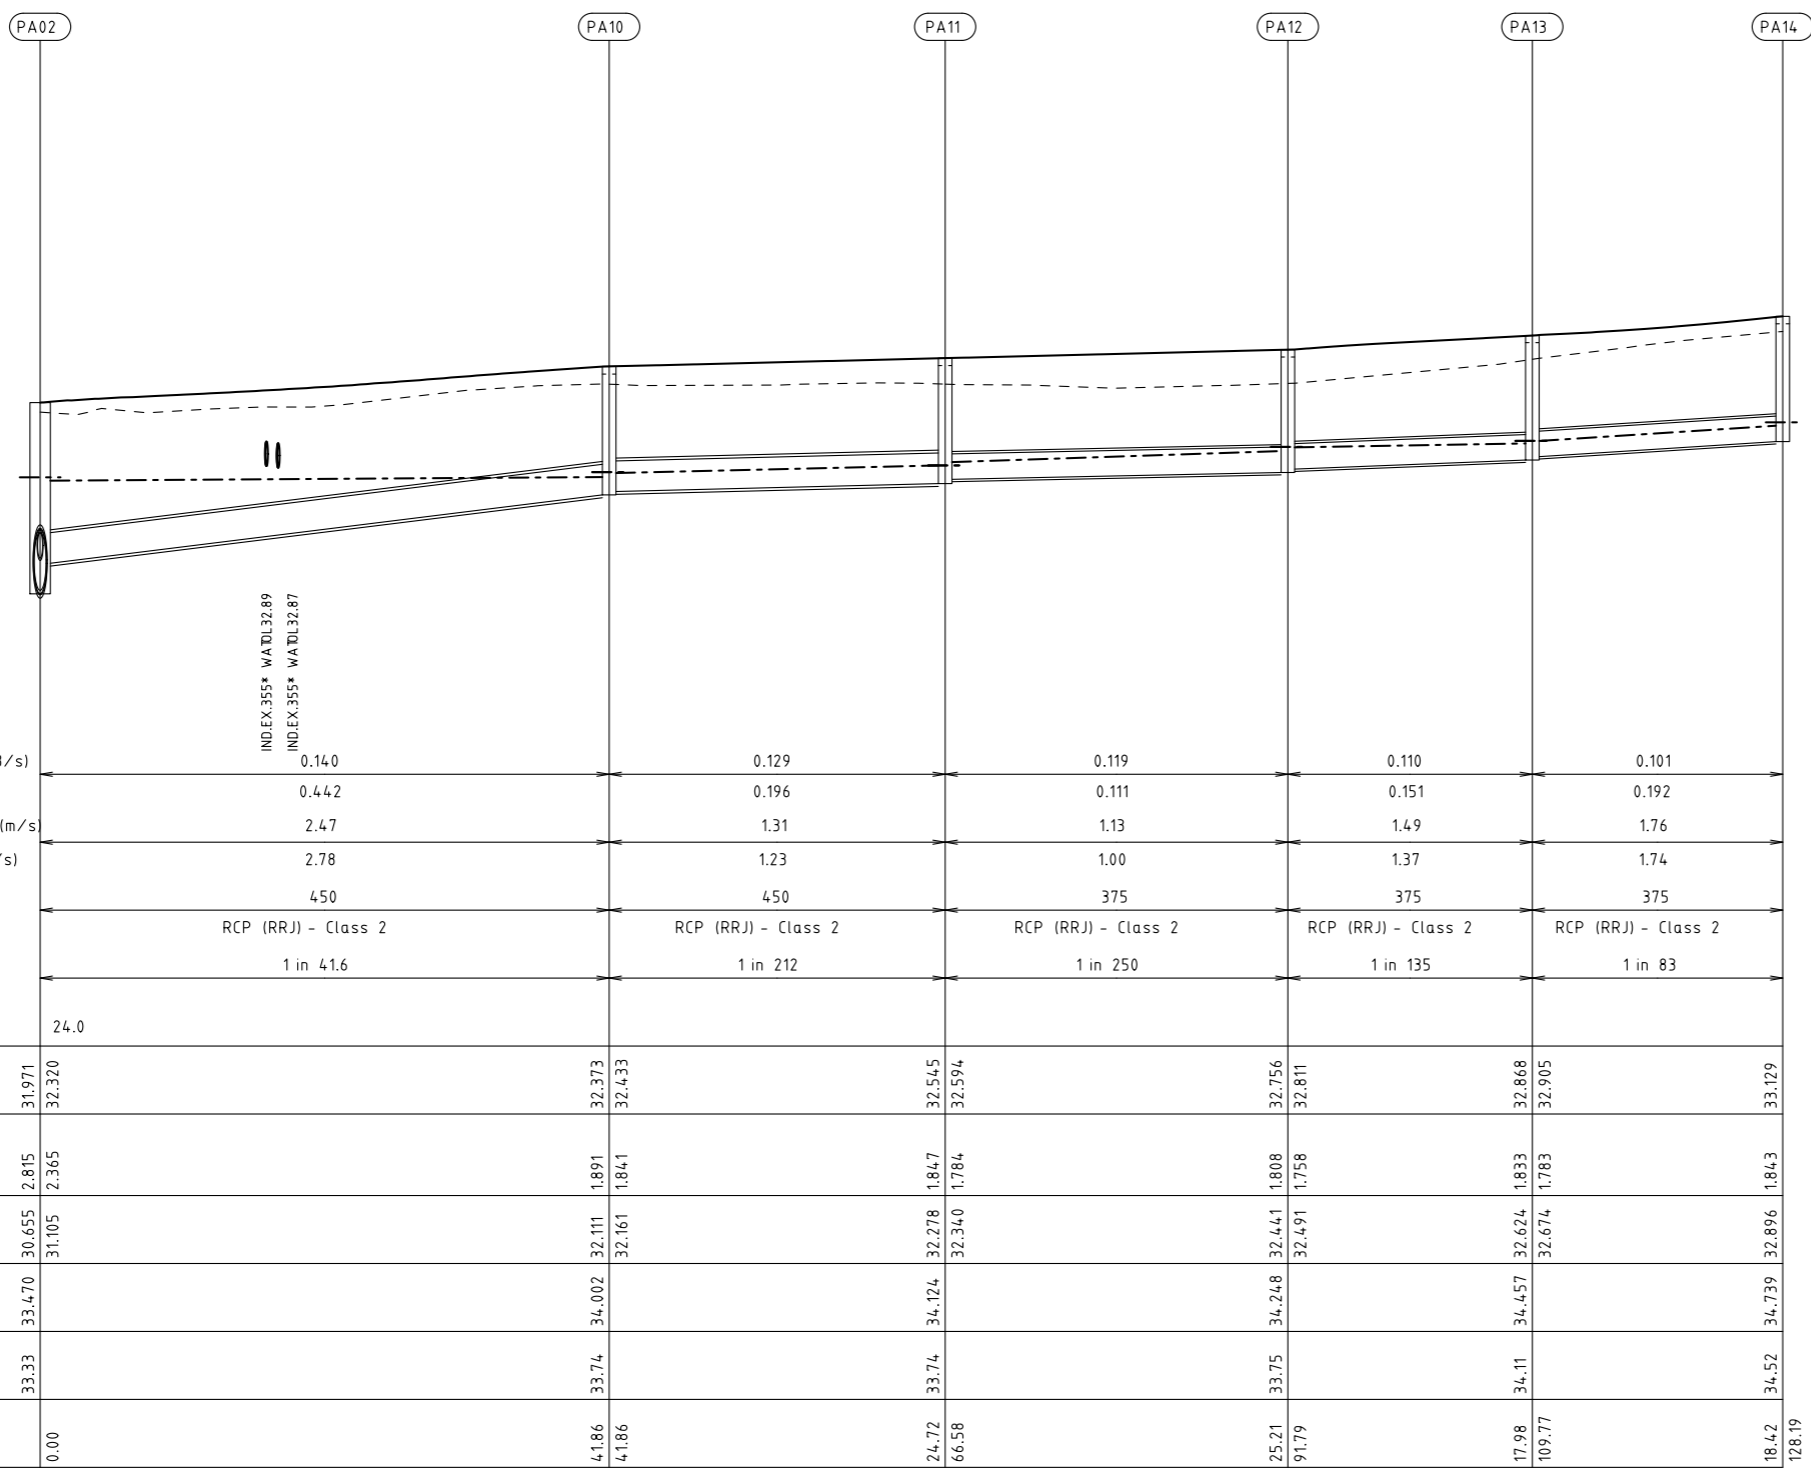 PA02 PA10 PA11 PA12 PA13 PA14
IND.EX.355* WAT
IND.EX.355* WAT
/s) 0.140 0.129 0.119 0.110 0.101
0.442 0.196 0.111 0.151 0.192
(m/s) 2.47 1.31 1.13 1.49 1.76
/s) 2.78 1.23 1.00 1.37 1.74
450 450 375 375 375
RCP (RRJ) - Class 2 RCP (RRJ) - Class 2 RCP (RRJ) - Class 2 RCP (RRJ) - Class 2 RCP (RRJ) - Class 2
1 in 41.6 1 in 212 1 in 250 1 in 135 1 in 83
24.0
31.971 32.320 32.373 32.433 32.545 32.594 32.756 32.811 32.868 32.905 33.129
2.815 2.365 1.891 1.841 1.847 1.784 1.808 1.758 1.833 1.783 1.843
30.655 31.105 32.111 32.161 32.278 32.340 32.441 32.491 32.624 32.674 32.896
33.470 34.002 34.124 34.248 34.457 34.739
33.33 33.74 33.74 33.75 34.11 34.52
0.00 41.86 41.86 24.72 66.58 25.21 91.79 17.98 109.77 18.42 128.19